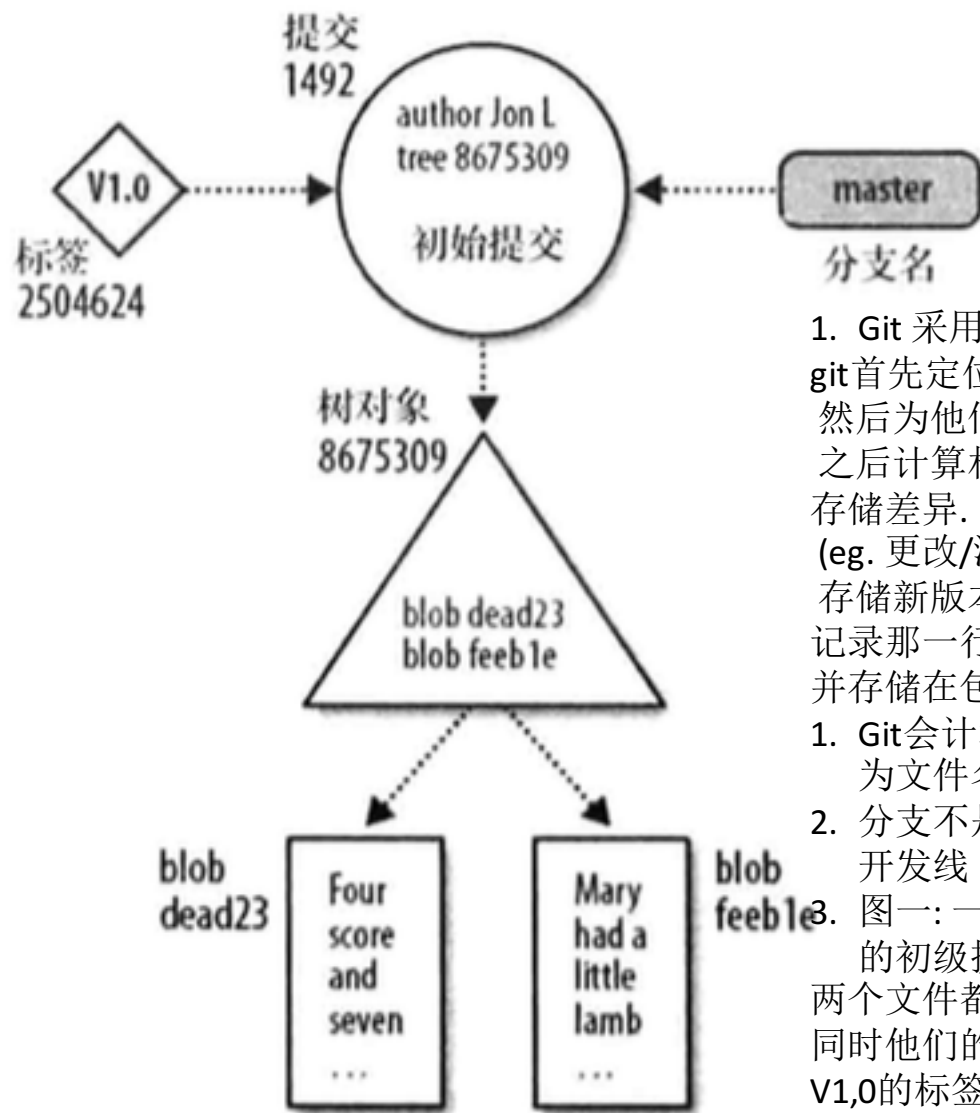 提交
1492
author Jon L
tree 8675309
初始提交
V1.0
标签
2504624
master
分支名
树对象
8675309
blob dead23
blob feeb1e
blob
dead23
Four
score
and
seven
...
Mary
had a
little
lamb
...
blob
feeb1e
1. Git 采用
git首先定位
然后为他们
之后计算相
存储差异.
(eg. 更改/
存储新版本
记录那一行
并存储在包
1. Git会计
为文件名
2. 分支不是
开发线
3. 图一: 一
的初级提
两个文件都
同时他们的
V1,0的标签